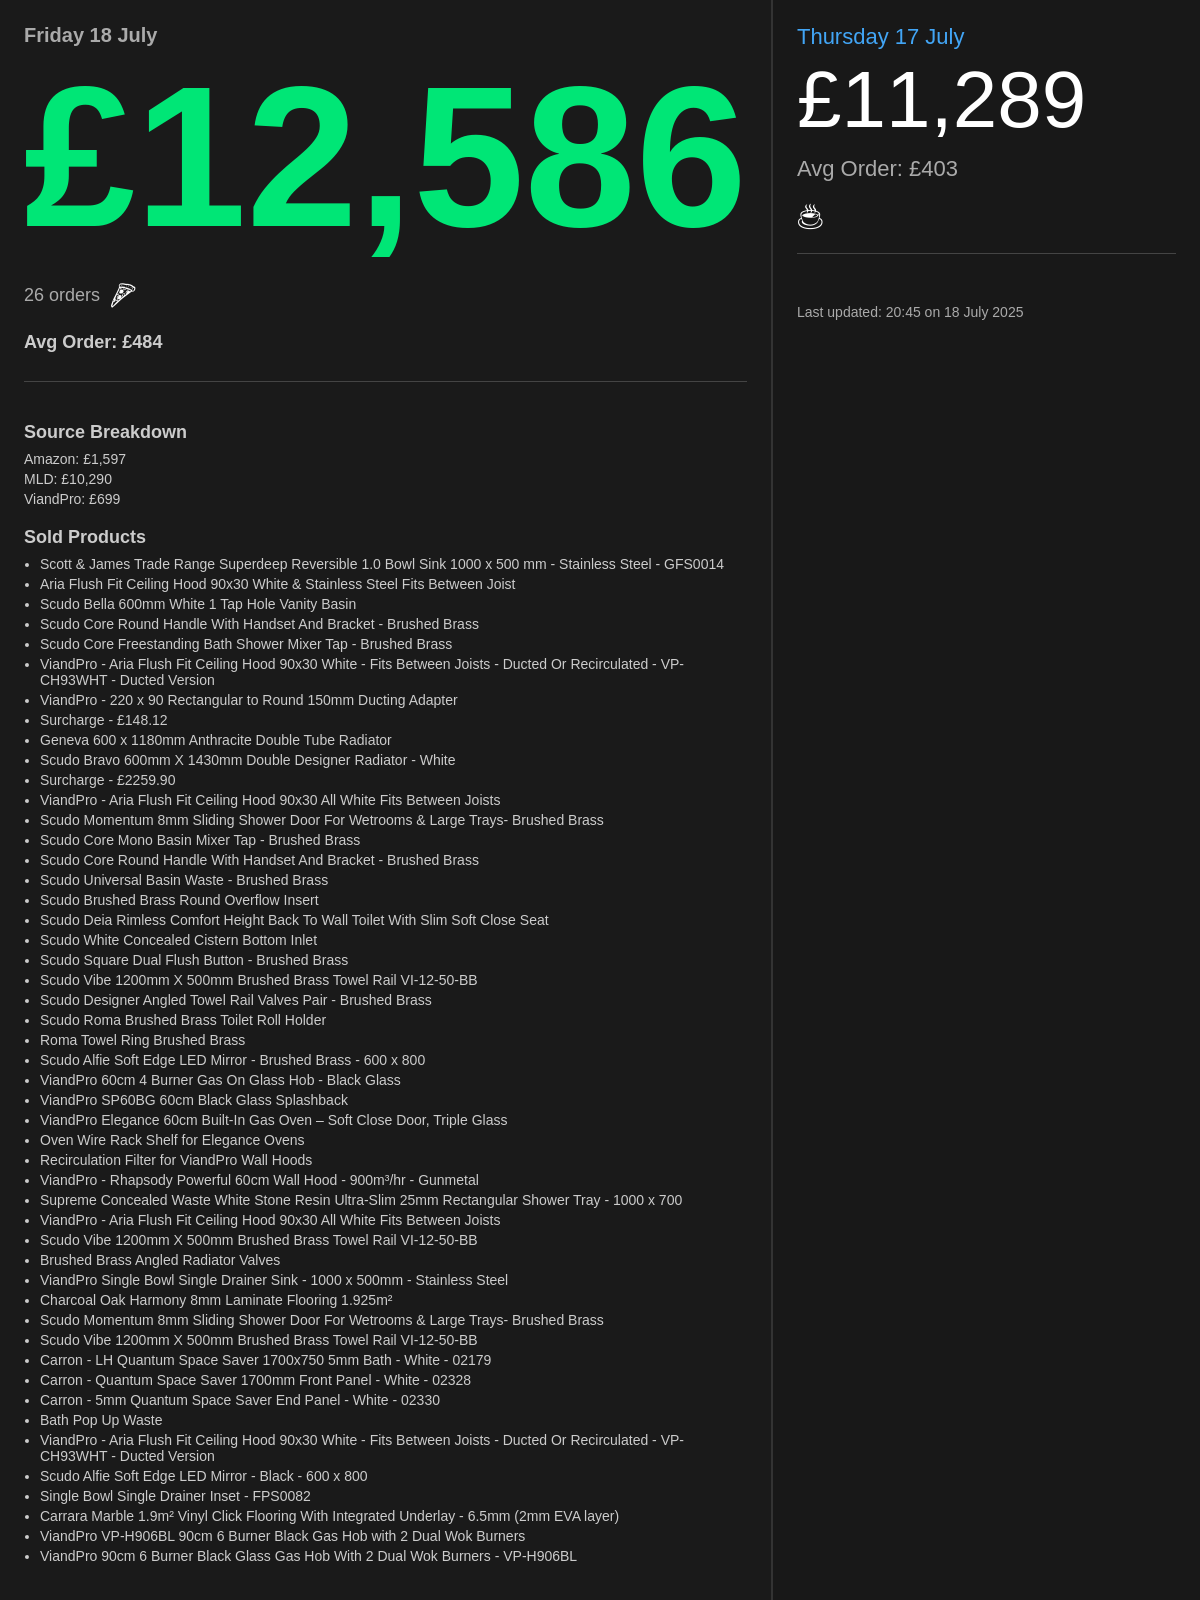 Friday 18 July
£12,586
26 orders
Avg Order: £484
Source Breakdown
Amazon: £1,597
MLD: £10,290
ViandPro: £699
Sold Products
• Scott & James Trade Range Superdeep Reversible 1.0 Bowl Sink 1000 x 500 mm - Stainless Steel - GFS0014
• Aria Flush Fit Ceiling Hood 90x30 White & Stainless Steel Fits Between Joist
• Scudo Bella 600mm White 1 Tap Hole Vanity Basin
• Scudo Core Round Handle With Handset And Bracket - Brushed Brass
• Scudo Core Freestanding Bath Shower Mixer Tap - Brushed Brass
• ViandPro - Aria Flush Fit Ceiling Hood 90x30 White - Fits Between Joists - Ducted Or Recirculated - VP-
CH93WHT - Ducted Version
• ViandPro - 220 x 90 Rectangular to Round 150mm Ducting Adapter
• Surcharge - £148.12
• Geneva 600 x 1180mm Anthracite Double Tube Radiator
• Scudo Bravo 600mm X 1430mm Double Designer Radiator - White
• Surcharge - £2259.90
• ViandPro - Aria Flush Fit Ceiling Hood 90x30 All White Fits Between Joists
• Scudo Momentum 8mm Sliding Shower Door For Wetrooms & Large Trays- Brushed Brass
• Scudo Core Mono Basin Mixer Tap - Brushed Brass
• Scudo Core Round Handle With Handset And Bracket - Brushed Brass
• Scudo Universal Basin Waste - Brushed Brass
• Scudo Brushed Brass Round Overflow Insert
• Scudo Deia Rimless Comfort Height Back To Wall Toilet With Slim Soft Close Seat
• Scudo White Concealed Cistern Bottom Inlet
• Scudo Square Dual Flush Button - Brushed Brass
• Scudo Vibe 1200mm X 500mm Brushed Brass Towel Rail VI-12-50-BB
• Scudo Designer Angled Towel Rail Valves Pair - Brushed Brass
• Scudo Roma Brushed Brass Toilet Roll Holder
• Roma Towel Ring Brushed Brass
• Scudo Alfie Soft Edge LED Mirror - Brushed Brass - 600 x 800
• ViandPro 60cm 4 Burner Gas On Glass Hob - Black Glass
• ViandPro SP60BG 60cm Black Glass Splashback
• ViandPro Elegance 60cm Built-In Gas Oven – Soft Close Door, Triple Glass
• Oven Wire Rack Shelf for Elegance Ovens
• Recirculation Filter for ViandPro Wall Hoods
• ViandPro - Rhapsody Powerful 60cm Wall Hood - 900m³/hr - Gunmetal
• Supreme Concealed Waste White Stone Resin Ultra-Slim 25mm Rectangular Shower Tray - 1000 x 700
• ViandPro - Aria Flush Fit Ceiling Hood 90x30 All White Fits Between Joists
• Scudo Vibe 1200mm X 500mm Brushed Brass Towel Rail VI-12-50-BB
• Brushed Brass Angled Radiator Valves
• ViandPro Single Bowl Single Drainer Sink - 1000 x 500mm - Stainless Steel
• Charcoal Oak Harmony 8mm Laminate Flooring 1.925m²
• Scudo Momentum 8mm Sliding Shower Door For Wetrooms & Large Trays- Brushed Brass
• Scudo Vibe 1200mm X 500mm Brushed Brass Towel Rail VI-12-50-BB
• Carron - LH Quantum Space Saver 1700x750 5mm Bath - White - 02179
• Carron - Quantum Space Saver 1700mm Front Panel - White - 02328
• Carron - 5mm Quantum Space Saver End Panel - White - 02330
• Bath Pop Up Waste
• ViandPro - Aria Flush Fit Ceiling Hood 90x30 White - Fits Between Joists - Ducted Or Recirculated - VP-
CH93WHT - Ducted Version
• Scudo Alfie Soft Edge LED Mirror - Black - 600 x 800
• Single Bowl Single Drainer Inset - FPS0082
• Carrara Marble 1.9m² Vinyl Click Flooring With Integrated Underlay - 6.5mm (2mm EVA layer)
• ViandPro VP-H906BL 90cm 6 Burner Black Gas Hob with 2 Dual Wok Burners
• ViandPro 90cm 6 Burner Black Glass Gas Hob With 2 Dual Wok Burners - VP-H906BL
Thursday 17 July
£11,289
Avg Order: £403
Last updated: 20:45 on 18 July 2025